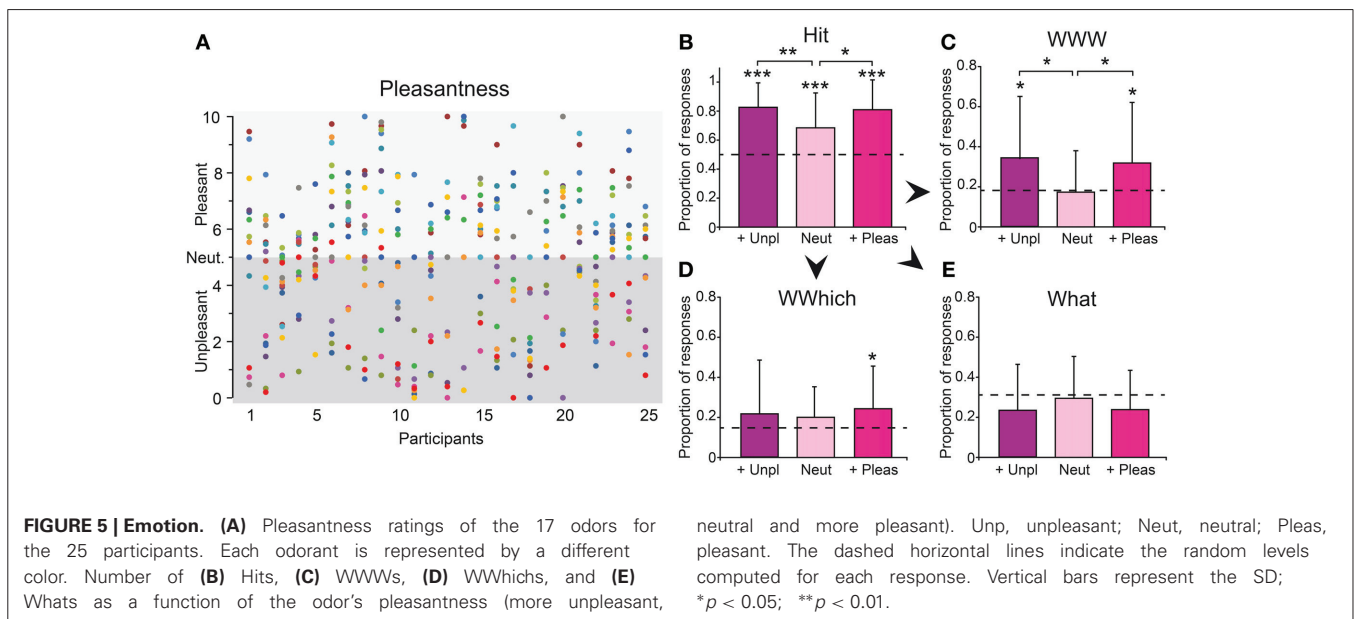 A
Pleasantness
10
8
6
Neut.
4
2
0
Pleasant
Unpleasant
1
5
10
15
20
25
Participants
B
Hit
**
*
***
***
***
Proportion of responses
1
0.8
0.6
0.4
0.2
0
+ Unpl
Neut
+ Pleas
C
WWW
*
*
*
*
Proportion of responses
0.8
0.6
0.4
0.2
0
+ Unpl
Neut
+ Pleas
D
WWhich
*
Proportion of responses
0.8
0.6
0.4
0.2
0
+ Unpl
Neut
+ Pleas
E
What
Proportion of responses
0.8
0.6
0.4
0.2
0
+ Unpl
Neut
+ Pleas
FIGURE 5 | Emotion. (A) Pleasantness ratings of the 17 odors for
the 25 participants. Each odorant is represented by a different
color. Number of (B) Hits, (C) WWWs, (D) WWhichs, and (E)
Whats as a function of the odor's pleasantness (more unpleasant,
neutral and more pleasant). Unp, unpleasant; Neut, neutral; Pleas,
pleasant. The dashed horizontal lines indicate the random levels
computed for each response. Vertical bars represent the SD;
*p < 0.05; **p < 0.01.